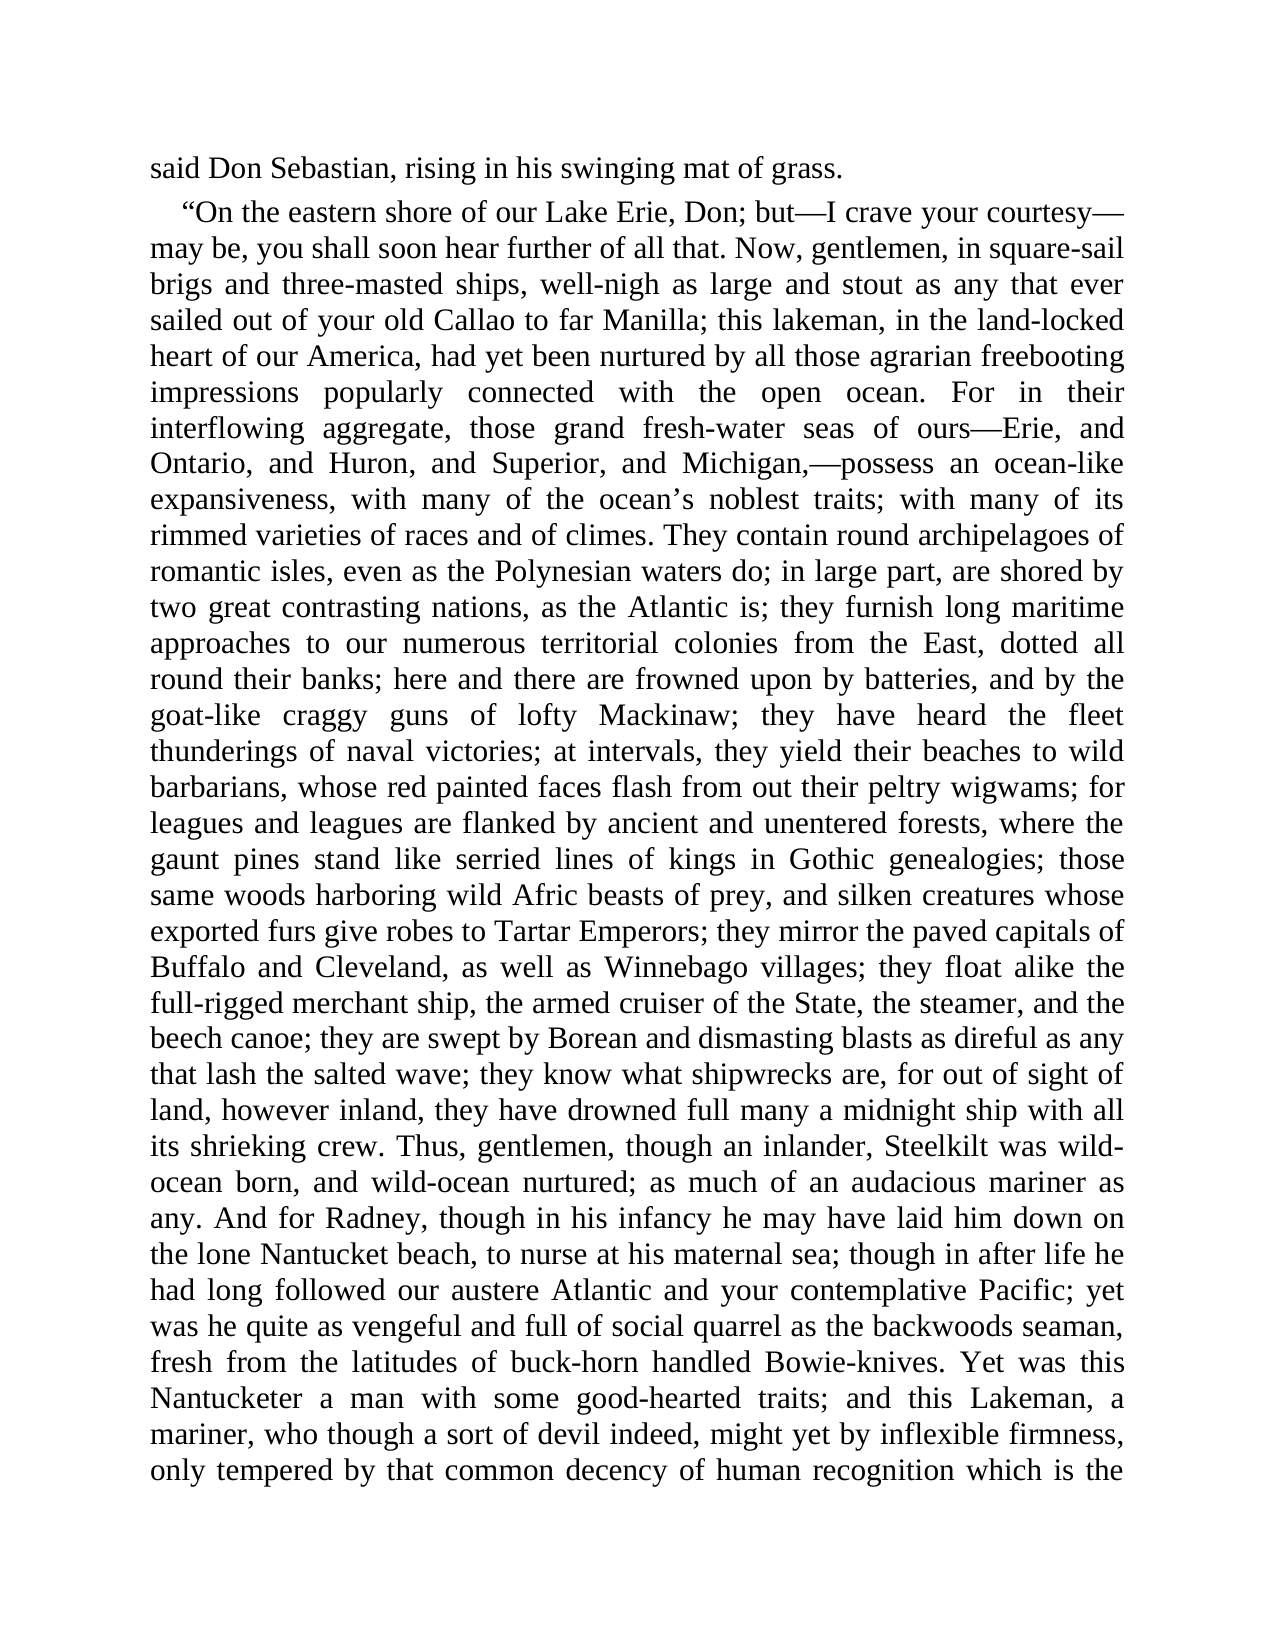 said Don Sebastian, rising in his swinging mat of grass.
“On the eastern shore of our Lake Erie, Don; but—I crave your courtesy—
may be, you shall soon hear further of all that. Now, gentlemen, in square-sail
brigs and three-masted ships, well-nigh as large and stout as any that ever
sailed out of your old Callao to far Manilla; this lakeman, in the land-locked
heart of our America, had yet been nurtured by all those agrarian freebooting
impressions popularly connected with the open ocean. For in their
interflowing aggregate, those grand fresh-water seas of ours—Erie, and
Ontario, and Huron, and Superior, and Michigan,—possess an ocean-like
expansiveness, with many of the ocean’s noblest traits; with many of its
rimmed varieties of races and of climes. They contain round archipelagoes of
romantic isles, even as the Polynesian waters do; in large part, are shored by
two great contrasting nations, as the Atlantic is; they furnish long maritime
approaches to our numerous territorial colonies from the East, dotted all
round their banks; here and there are frowned upon by batteries, and by the
goat-like craggy guns of lofty Mackinaw; they have heard the fleet
thunderings of naval victories; at intervals, they yield their beaches to wild
barbarians, whose red painted faces flash from out their peltry wigwams; for
leagues and leagues are flanked by ancient and unentered forests, where the
gaunt pines stand like serried lines of kings in Gothic genealogies; those
same woods harboring wild Afric beasts of prey, and silken creatures whose
exported furs give robes to Tartar Emperors; they mirror the paved capitals of
Buffalo and Cleveland, as well as Winnebago villages; they float alike the
full-rigged merchant ship, the armed cruiser of the State, the steamer, and the
beech canoe; they are swept by Borean and dismasting blasts as direful as any
that lash the salted wave; they know what shipwrecks are, for out of sight of
land, however inland, they have drowned full many a midnight ship with all
its shrieking crew. Thus, gentlemen, though an inlander, Steelkilt was wild-
ocean born, and wild-ocean nurtured; as much of an audacious mariner as
any. And for Radney, though in his infancy he may have laid him down on
the lone Nantucket beach, to nurse at his maternal sea; though in after life he
had long followed our austere Atlantic and your contemplative Pacific; yet
was he quite as vengeful and full of social quarrel as the backwoods seaman,
fresh from the latitudes of buck-horn handled Bowie-knives. Yet was this
Nantucketer a man with some good-hearted traits; and this Lakeman, a
mariner, who though a sort of devil indeed, might yet by inflexible firmness,
only tempered by that common decency of human recognition which is the